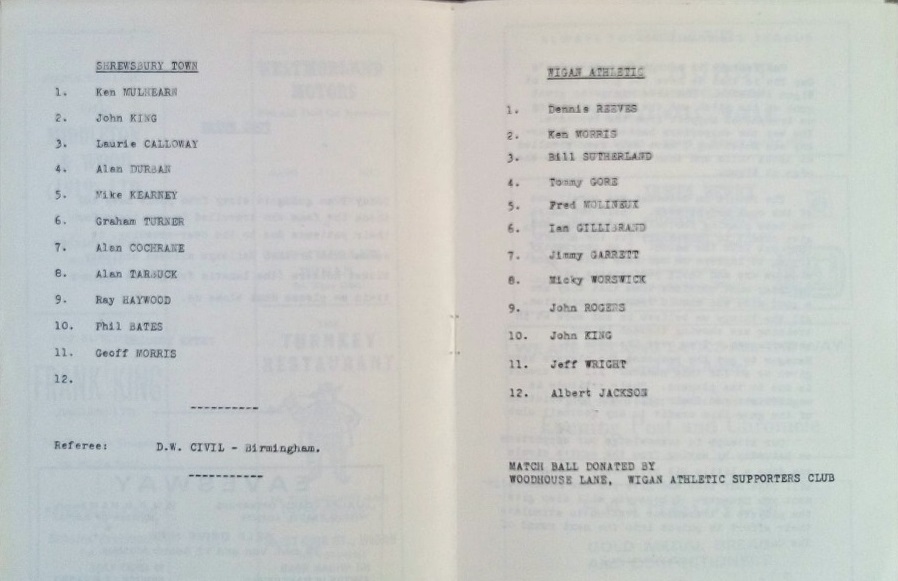 SHREWSBURY TOWN
1. Ken MULHEARN
2. John KING
3. Laurie CALLOWAY
4. Alan DURBAN
5. Mike KEARNEY
6. Graham TURNER
7. Alan COCHRANE
8. Alan TARBUCK
9. Ray HAYWOOD
10. Phil BATES
11. Geoff MORRIS
12.
----------
Referee: D.W. CIVIL - Birmingham.
-----------
WIGAN ATHLETIC
1. Dennis REEVES
2. Ken MORRIS
3. Bill SUTHERLAND
4. Tommy GORE
5. Fred MOLINEUX
6. Ian GILLIBRAND
7. Jimmy GARRETT
8. Micky WORSWICK
9. John ROGERS
10. John KING
11. Jeff WRIGHT
12. Albert JACKSON
MATCH BALL DONATED BY
WOODHOUSE LANE, WIGAN ATHLETIC SUPPORTERS CLUB